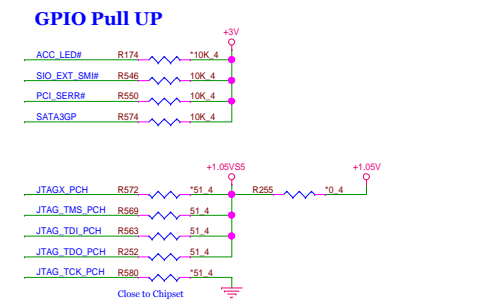 GPIO Pull UP
+3V
ACC_LED# R174 *10K_4
SIO_EXT_SMI# R546 10K_4
PCI_SERR# R550 10K_4
SATA3GP R574 10K_4
+1.05VS5 +1.05V
JTAGX_PCH R572 *51_4 R255 *0_4
JTAG_TMS_PCH R569 51_4
JTAG_TDI_PCH R563 51_4
JTAG_TDO_PCH R252 51_4
JTAG_TCK_PCH R580 *51_4
Close to Chipset